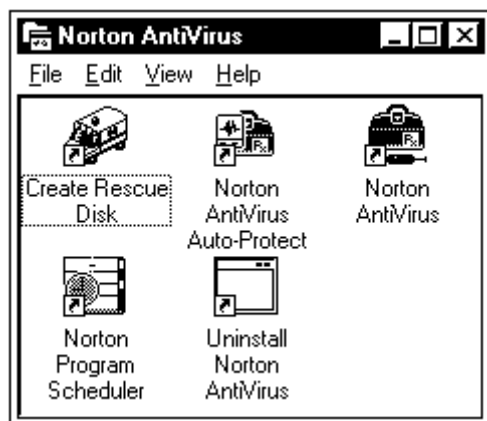 Norton AntiVirus
File Edit View Help
Create Rescue
Disk
Norton
AntiVirus
Auto-Protect
Norton
AntiVirus
Norton
Program
Scheduler
Uninstall
Norton
AntiVirus